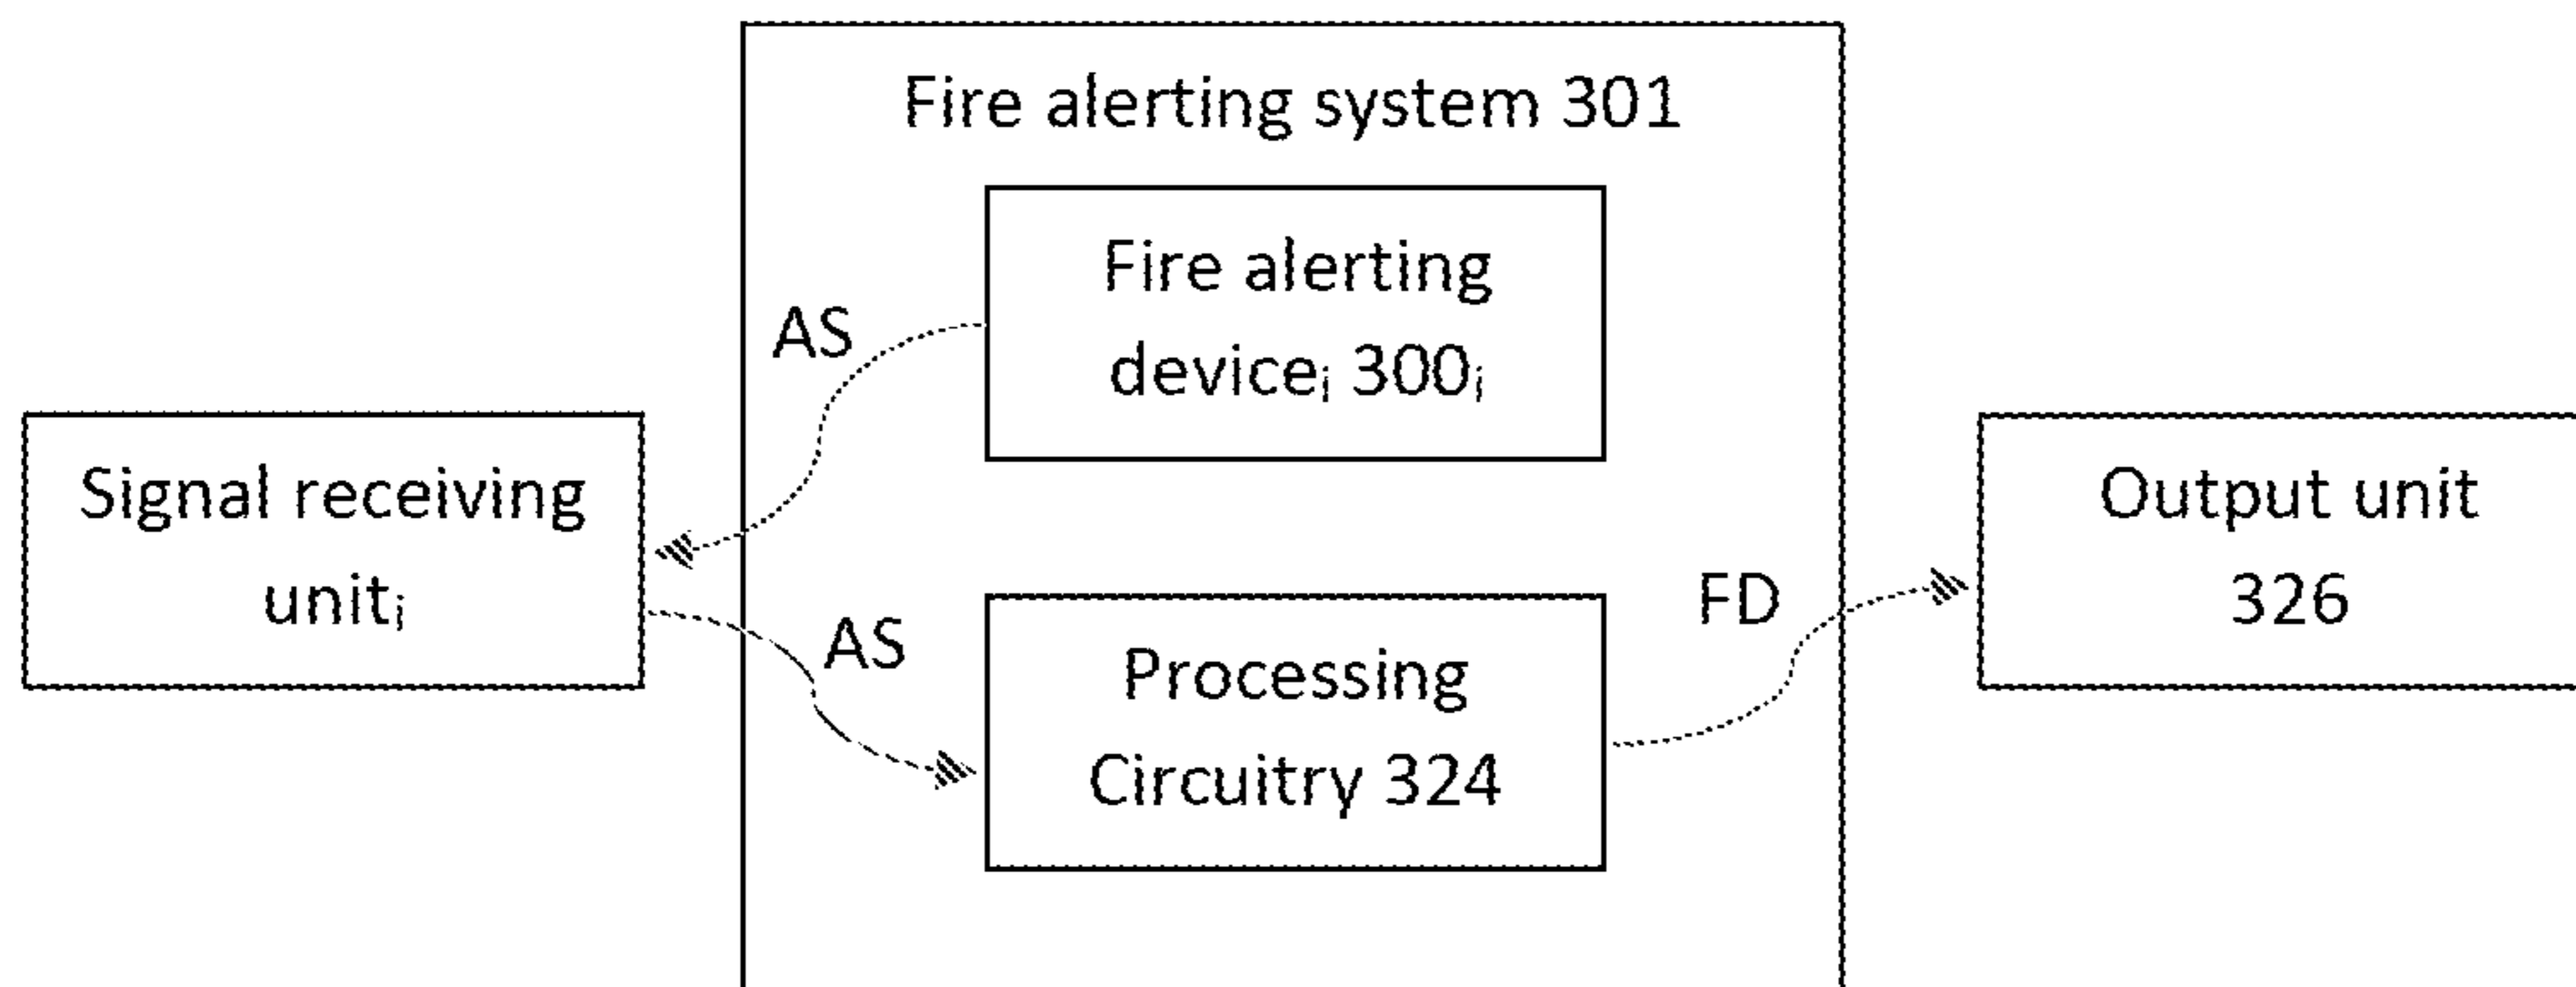 Fire alerting system 301
Fire alerting
deviceᵢ 300ᵢ
AS
Signal receiving
unitᵢ
AS
Processing
Circuitry 324
FD
Output unit
326